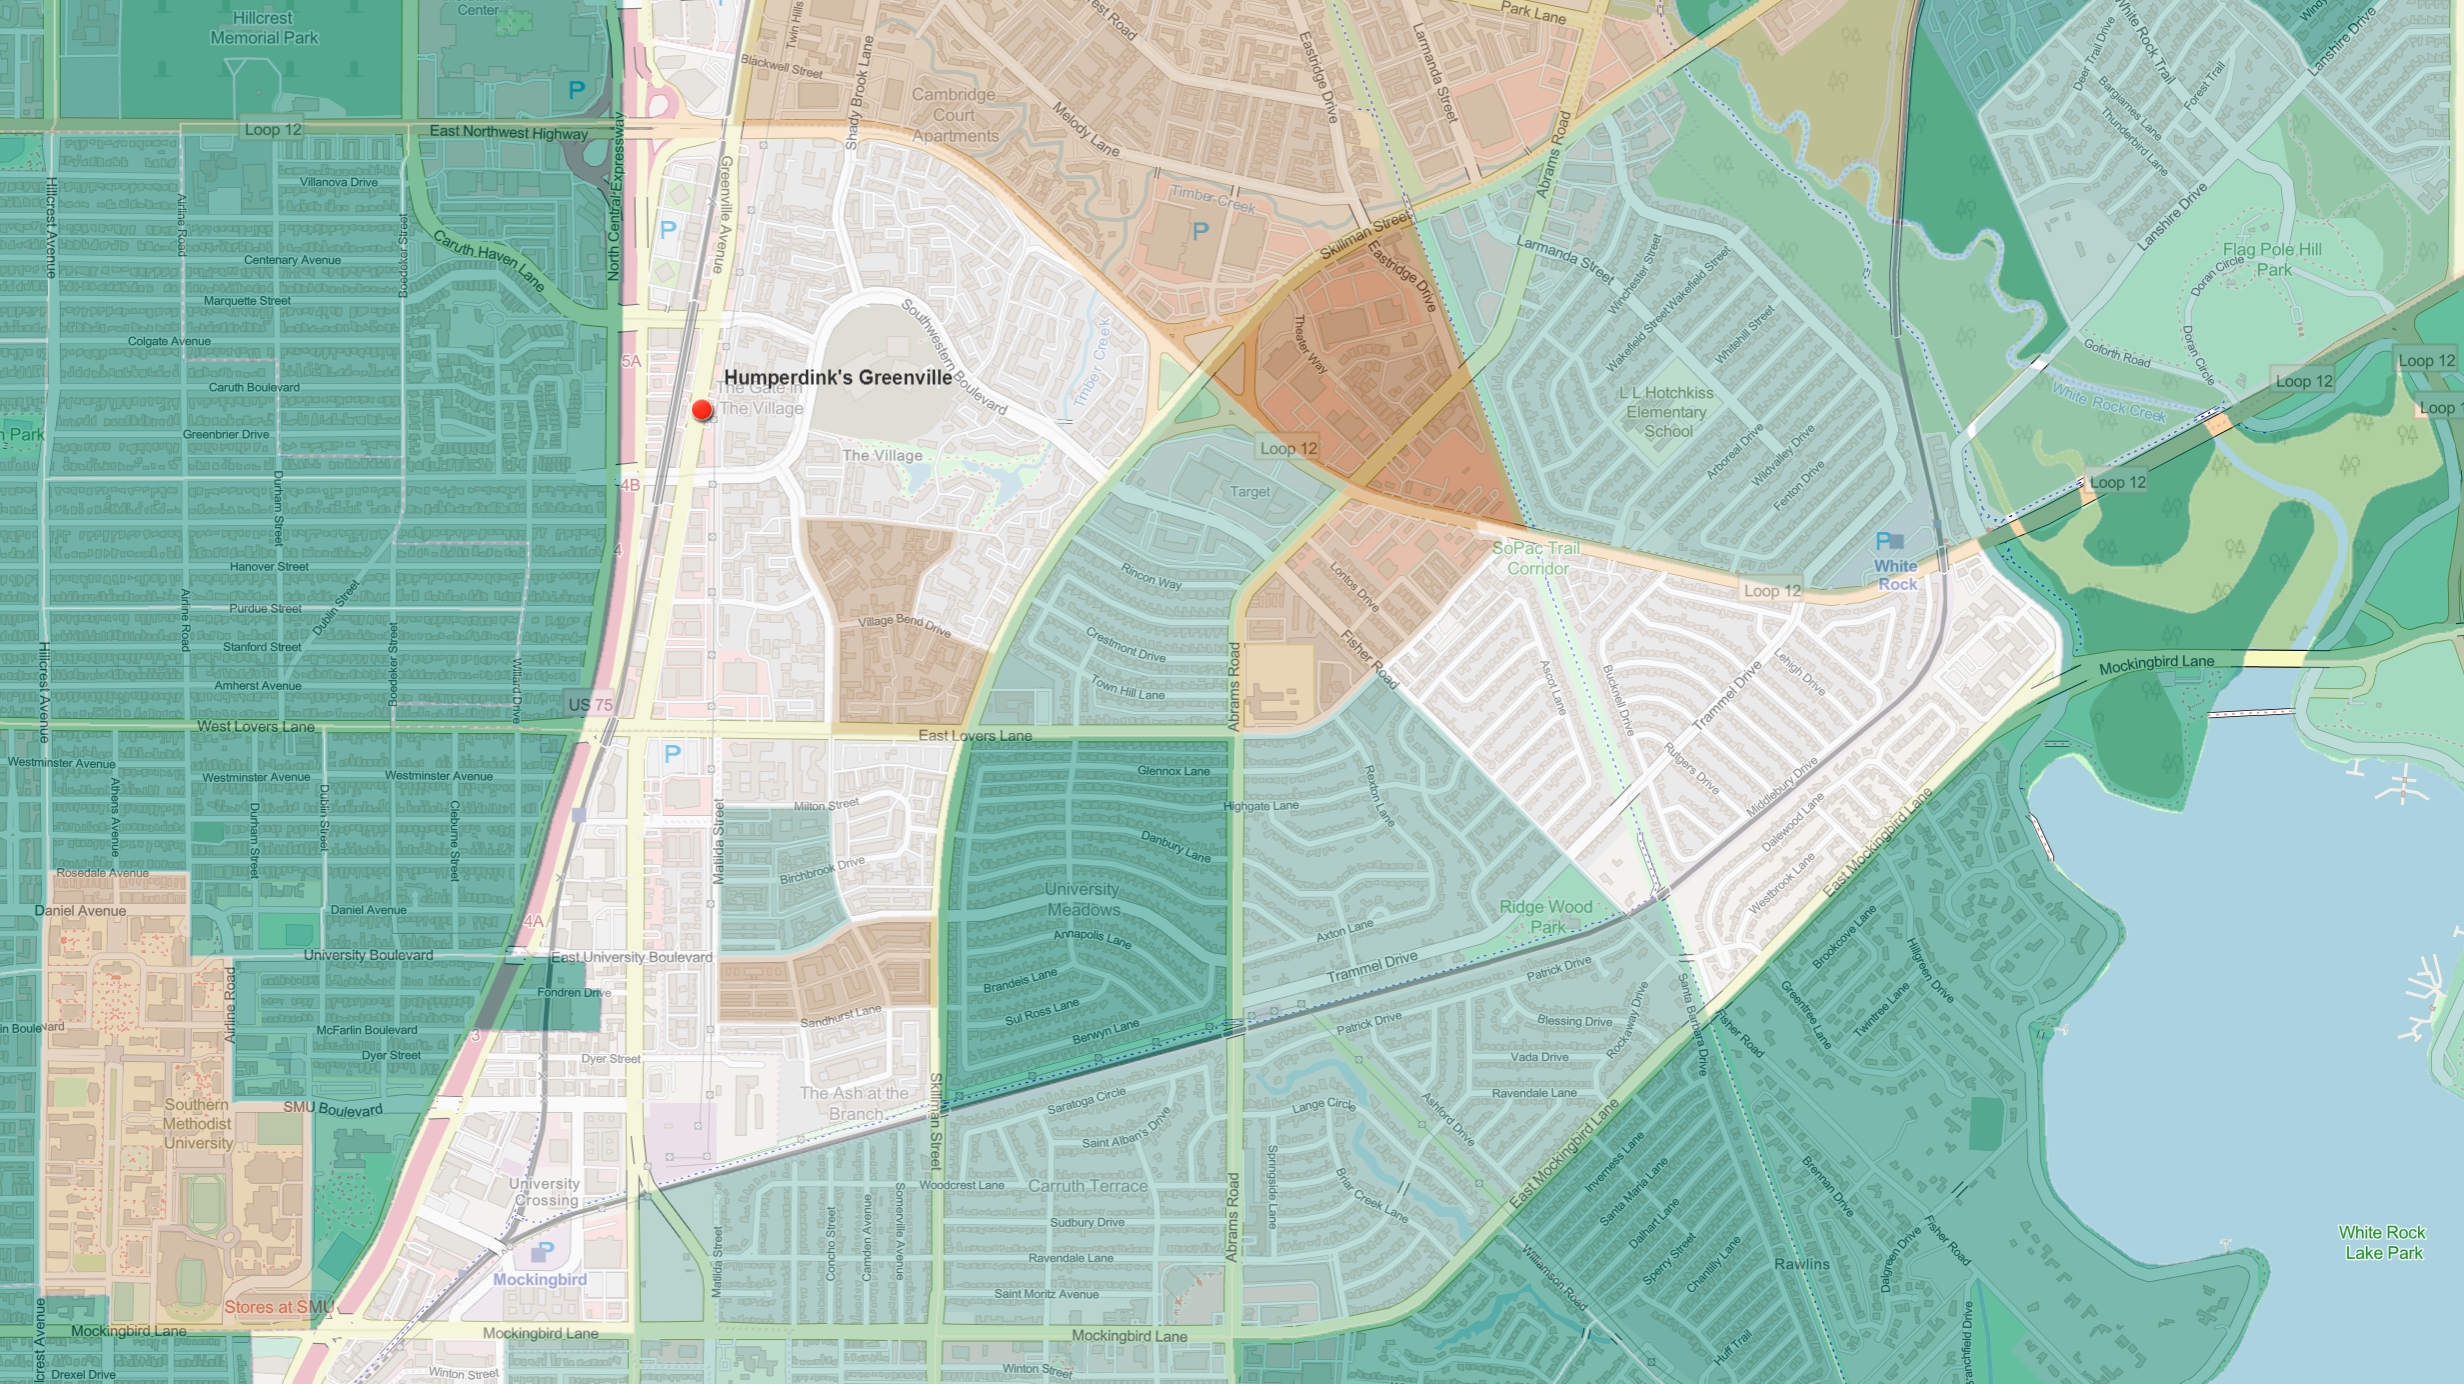 Hillcrest
Memorial Park
Center
P
Twin Hills
Blackwell Street
Shady Brook Lane
Cambridge
Court
Apartments
Melody Lane
Eastridge Drive
Larmanda Street
Park Lane
White Rock Trail
Deer Trail Drive
Bargiames Lane
Forest Trail
Thunderbird Lane
Lanshire Drive
Lanshire Drive
Loop 12
East Northwest Highway
North Central Expressway
Greenville Avenue
Hillcrest Avenue
Airline Road
Villanova Drive
Boedeker Street
Caruth Haven Lane
Centenary Avenue
Marquette Street
Colgate Avenue
Caruth Boulevard
Greenbrier Drive
Durham Street
Hanover Street
Purdue Street
Dublin Street
Stanford Street
Amherst Avenue
Airline Road
Boedeker Street
Willard Drive
Hillcrest Avenue
P
5A
4B
4
US 75
Humperdink's Greenville
The Gate in
The Village
The Village
Southwestern Boulevard
Timber Creek
Timber Creek
P
Skillman Street
Eastridge Drive
Theater Way
Abrams Road
Larmanda Street
Winchester Street
Wakefield Street
Wakefield Street
Whitehill Street
L L Hotchkiss
Elementary
School
Arboreal Drive
Wildvalley Drive
Fenton Drive
Flag Pole Hill
Park
Doran Circle
Doran Circle
Goforth Road
White Rock Creek
Loop 12
Loop 12
Loop 12
P
White
Rock
Loop 12
Loop 12
Target
SoPac Trail
Corridor
Rincon Way
Crestmont Drive
Town Hill Lane
Abrams Road
Lontos Drive
Fisher Road
Ascot Lane
Bucknell Drive
Trammel Drive
Lehigh Drive
Rutgers Drive
Middlebury Drive
Dalewood Lane
Westbrook Lane
Mockingbird Lane
East Mockingbird Lane
Village Bend Drive
West Lovers Lane
East Lovers Lane
P
Westminster Avenue
Westminster Avenue
Westminster Avenue
Athens Avenue
Durham Street
Dublin Street
Cleburne Street
Rosedale Avenue
Daniel Avenue
Daniel Avenue
4A
University Boulevard
East University Boulevard
Matilda Street
Milton Street
Birchbrook Drive
Sandhurst Lane
Glennox Lane
Highgate Lane
Danbury Lane
Rexton Lane
University
Meadows
Annapolis Lane
Brandeis Lane
Sul Ross Lane
Berwyn Lane
Axton Lane
Trammel Drive
Ridge Wood
Park
Patrick Drive
Patrick Drive
Blessing Drive
Vada Drive
Ravendale Lane
Rockaway Drive
Santa Barbara Drive
Fisher Road
Brookcove Lane
Hillgreen Drive
Greentree Lane
Twintree Lane
Fondren Drive
McFarlin Boulevard
Dyer Street
Dyer Street
3
Airline Road
SMU Boulevard
Southern
Methodist
University
Stores at SMU
The Ash at the
Branch
Skillman Street
Saratoga Circle
Saint Alban's Drive
Lange Circle
Ashford Drive
Briar Creek Lane
Springside Lane
Abrams Road
Woodcrest Lane
Carruth Terrace
Sudbury Drive
Ravendale Lane
Saint Moritz Avenue
Concho Street
Camden Avenue
Somerville Avenue
Matilda Street
University
Crossing
P
Mockingbird
East Mockingbird Lane
Inverness Lane
Santa Maria Lane
Dalhart Lane
Sperry Street
Chantilly Lane
Huff Trail
Williamson Road
Rawlins
Brennan Drive
Fisher Road
Dalgreen Drive
White Rock
Lake Park
Mockingbird Lane
Mockingbird Lane
Mockingbird Lane
Drexel Drive
Winton Street
Winton Street